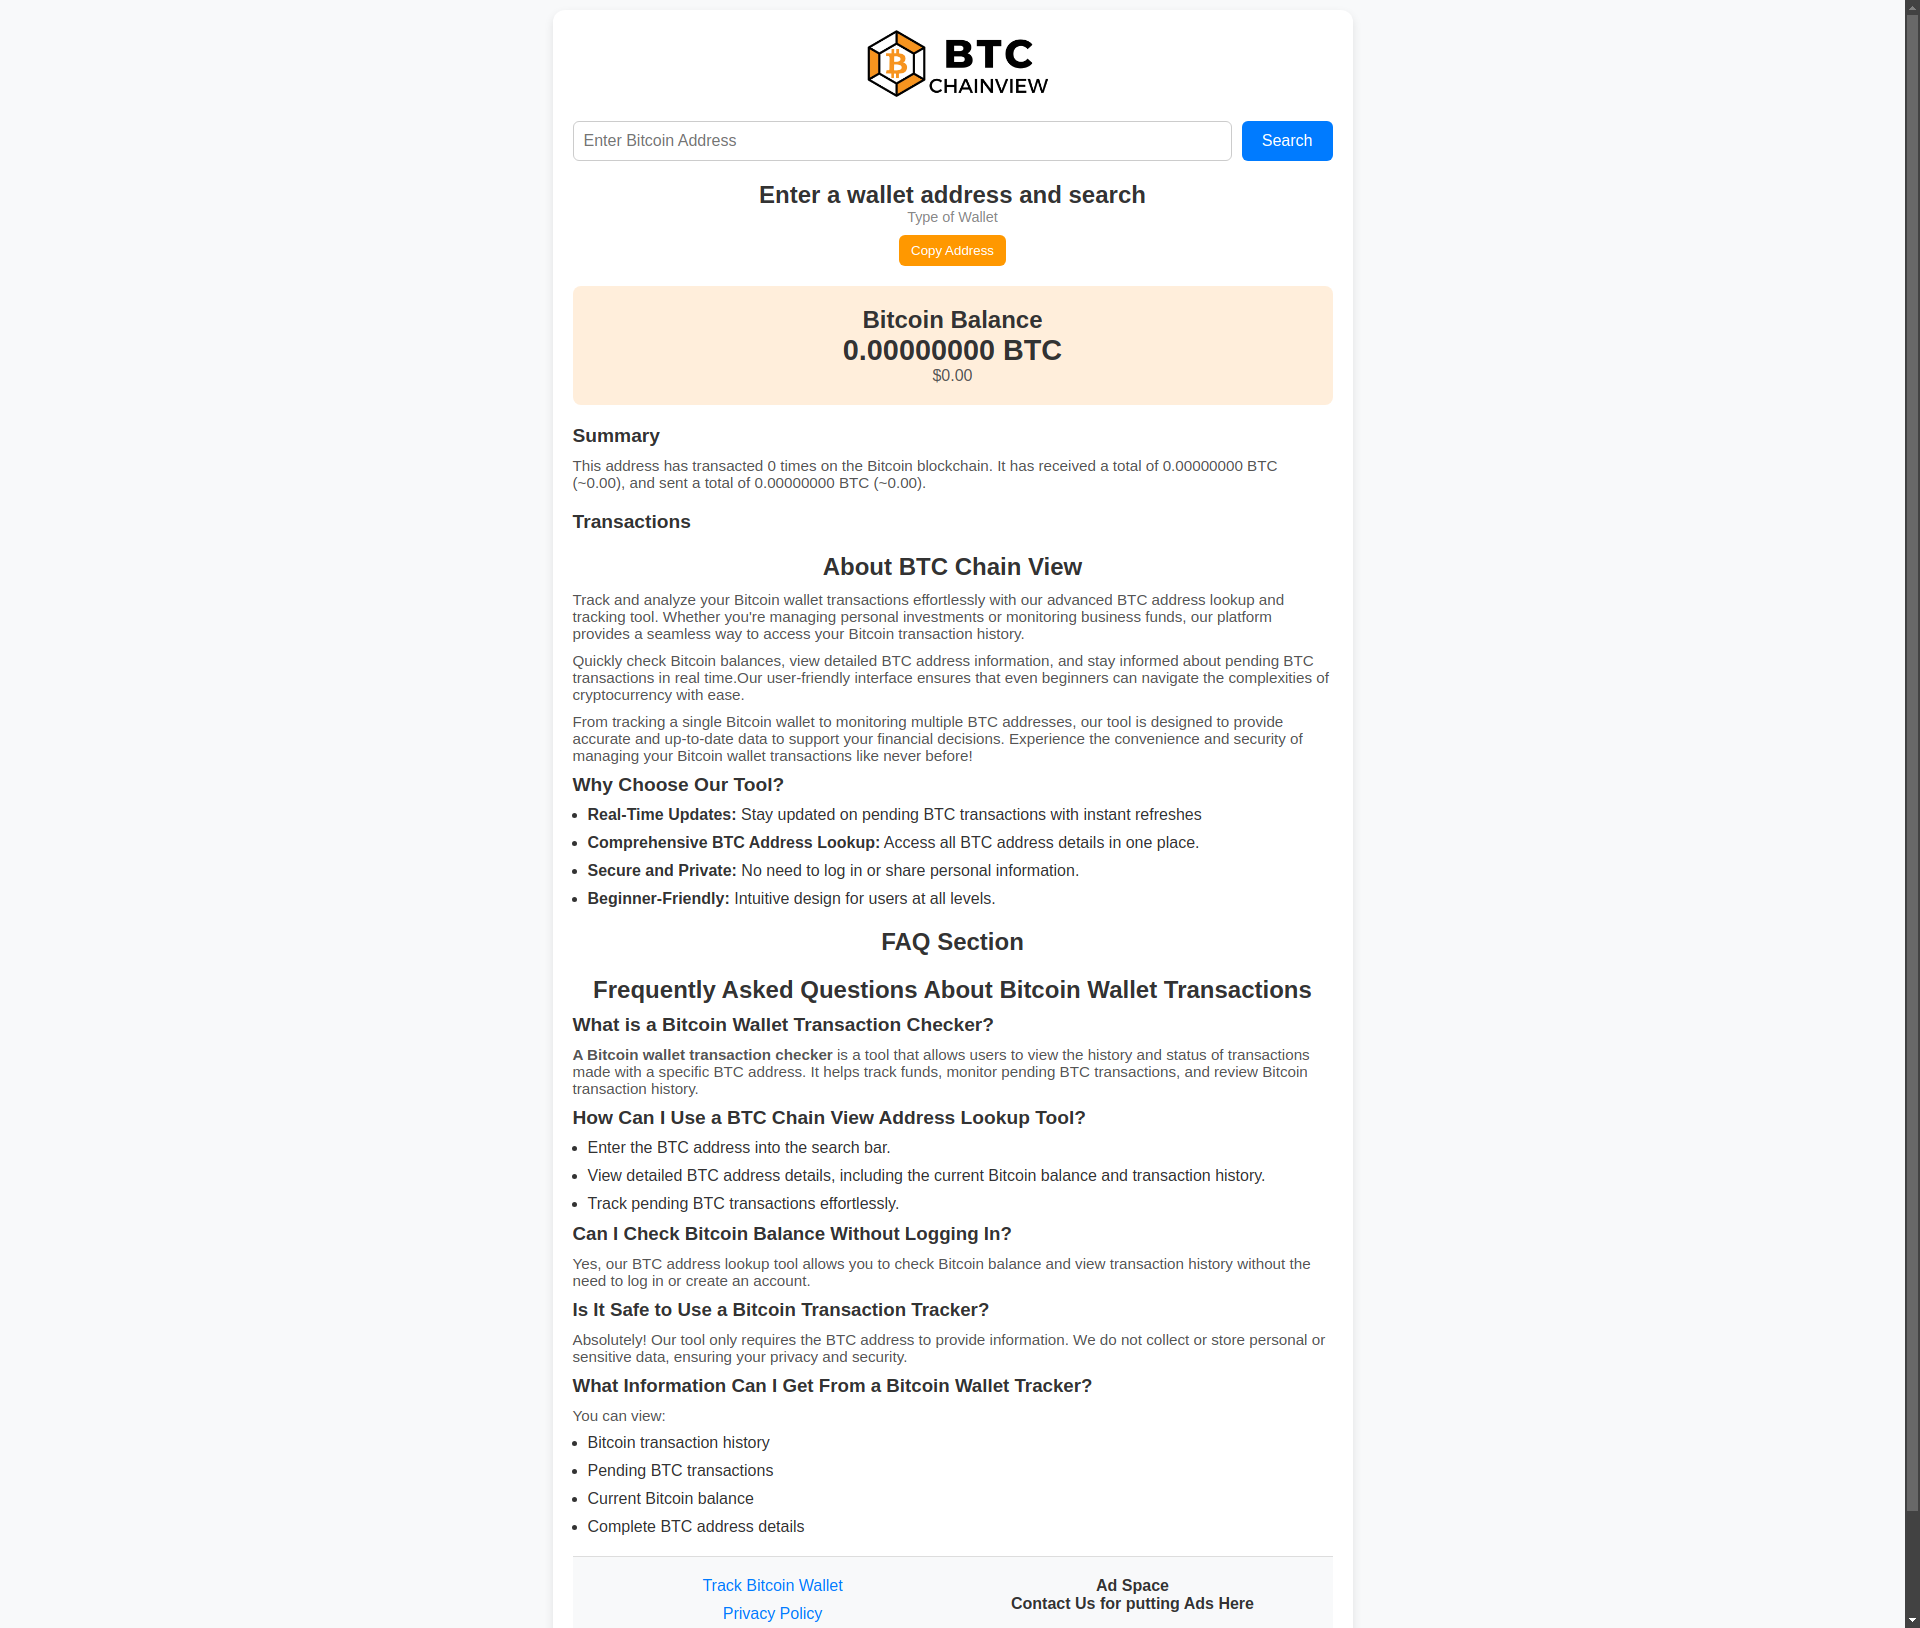 BTC
CHAINVIEW
Enter Bitcoin Address
Search
Enter a wallet address and search
Type of Wallet
Copy Address
Bitcoin Balance
0.00000000 BTC
$0.00
Summary
This address has transacted 0 times on the Bitcoin blockchain. It has received a total of 0.00000000 BTC
(~0.00), and sent a total of 0.00000000 BTC (~0.00).
Transactions
About BTC Chain View
Track and analyze your Bitcoin wallet transactions effortlessly with our advanced BTC address lookup and
tracking tool. Whether you're managing personal investments or monitoring business funds, our platform
provides a seamless way to access your Bitcoin transaction history.
Quickly check Bitcoin balances, view detailed BTC address information, and stay informed about pending BTC
transactions in real time.Our user-friendly interface ensures that even beginners can navigate the complexities of
cryptocurrency with ease.
From tracking a single Bitcoin wallet to monitoring multiple BTC addresses, our tool is designed to provide
accurate and up-to-date data to support your financial decisions. Experience the convenience and security of
managing your Bitcoin wallet transactions like never before!
Why Choose Our Tool?
• Real-Time Updates: Stay updated on pending BTC transactions with instant refreshes
• Comprehensive BTC Address Lookup: Access all BTC address details in one place.
• Secure and Private: No need to log in or share personal information.
• Beginner-Friendly: Intuitive design for users at all levels.
FAQ Section
Frequently Asked Questions About Bitcoin Wallet Transactions
What is a Bitcoin Wallet Transaction Checker?
A Bitcoin wallet transaction checker is a tool that allows users to view the history and status of transactions
made with a specific BTC address. It helps track funds, monitor pending BTC transactions, and review Bitcoin
transaction history.
How Can I Use a BTC Chain View Address Lookup Tool?
• Enter the BTC address into the search bar.
• View detailed BTC address details, including the current Bitcoin balance and transaction history.
• Track pending BTC transactions effortlessly.
Can I Check Bitcoin Balance Without Logging In?
Yes, our BTC address lookup tool allows you to check Bitcoin balance and view transaction history without the
need to log in or create an account.
Is It Safe to Use a Bitcoin Transaction Tracker?
Absolutely! Our tool only requires the BTC address to provide information. We do not collect or store personal or
sensitive data, ensuring your privacy and security.
What Information Can I Get From a Bitcoin Wallet Tracker?
You can view:
• Bitcoin transaction history
• Pending BTC transactions
• Current Bitcoin balance
• Complete BTC address details
Track Bitcoin Wallet
Privacy Policy
Ad Space
Contact Us for putting Ads Here